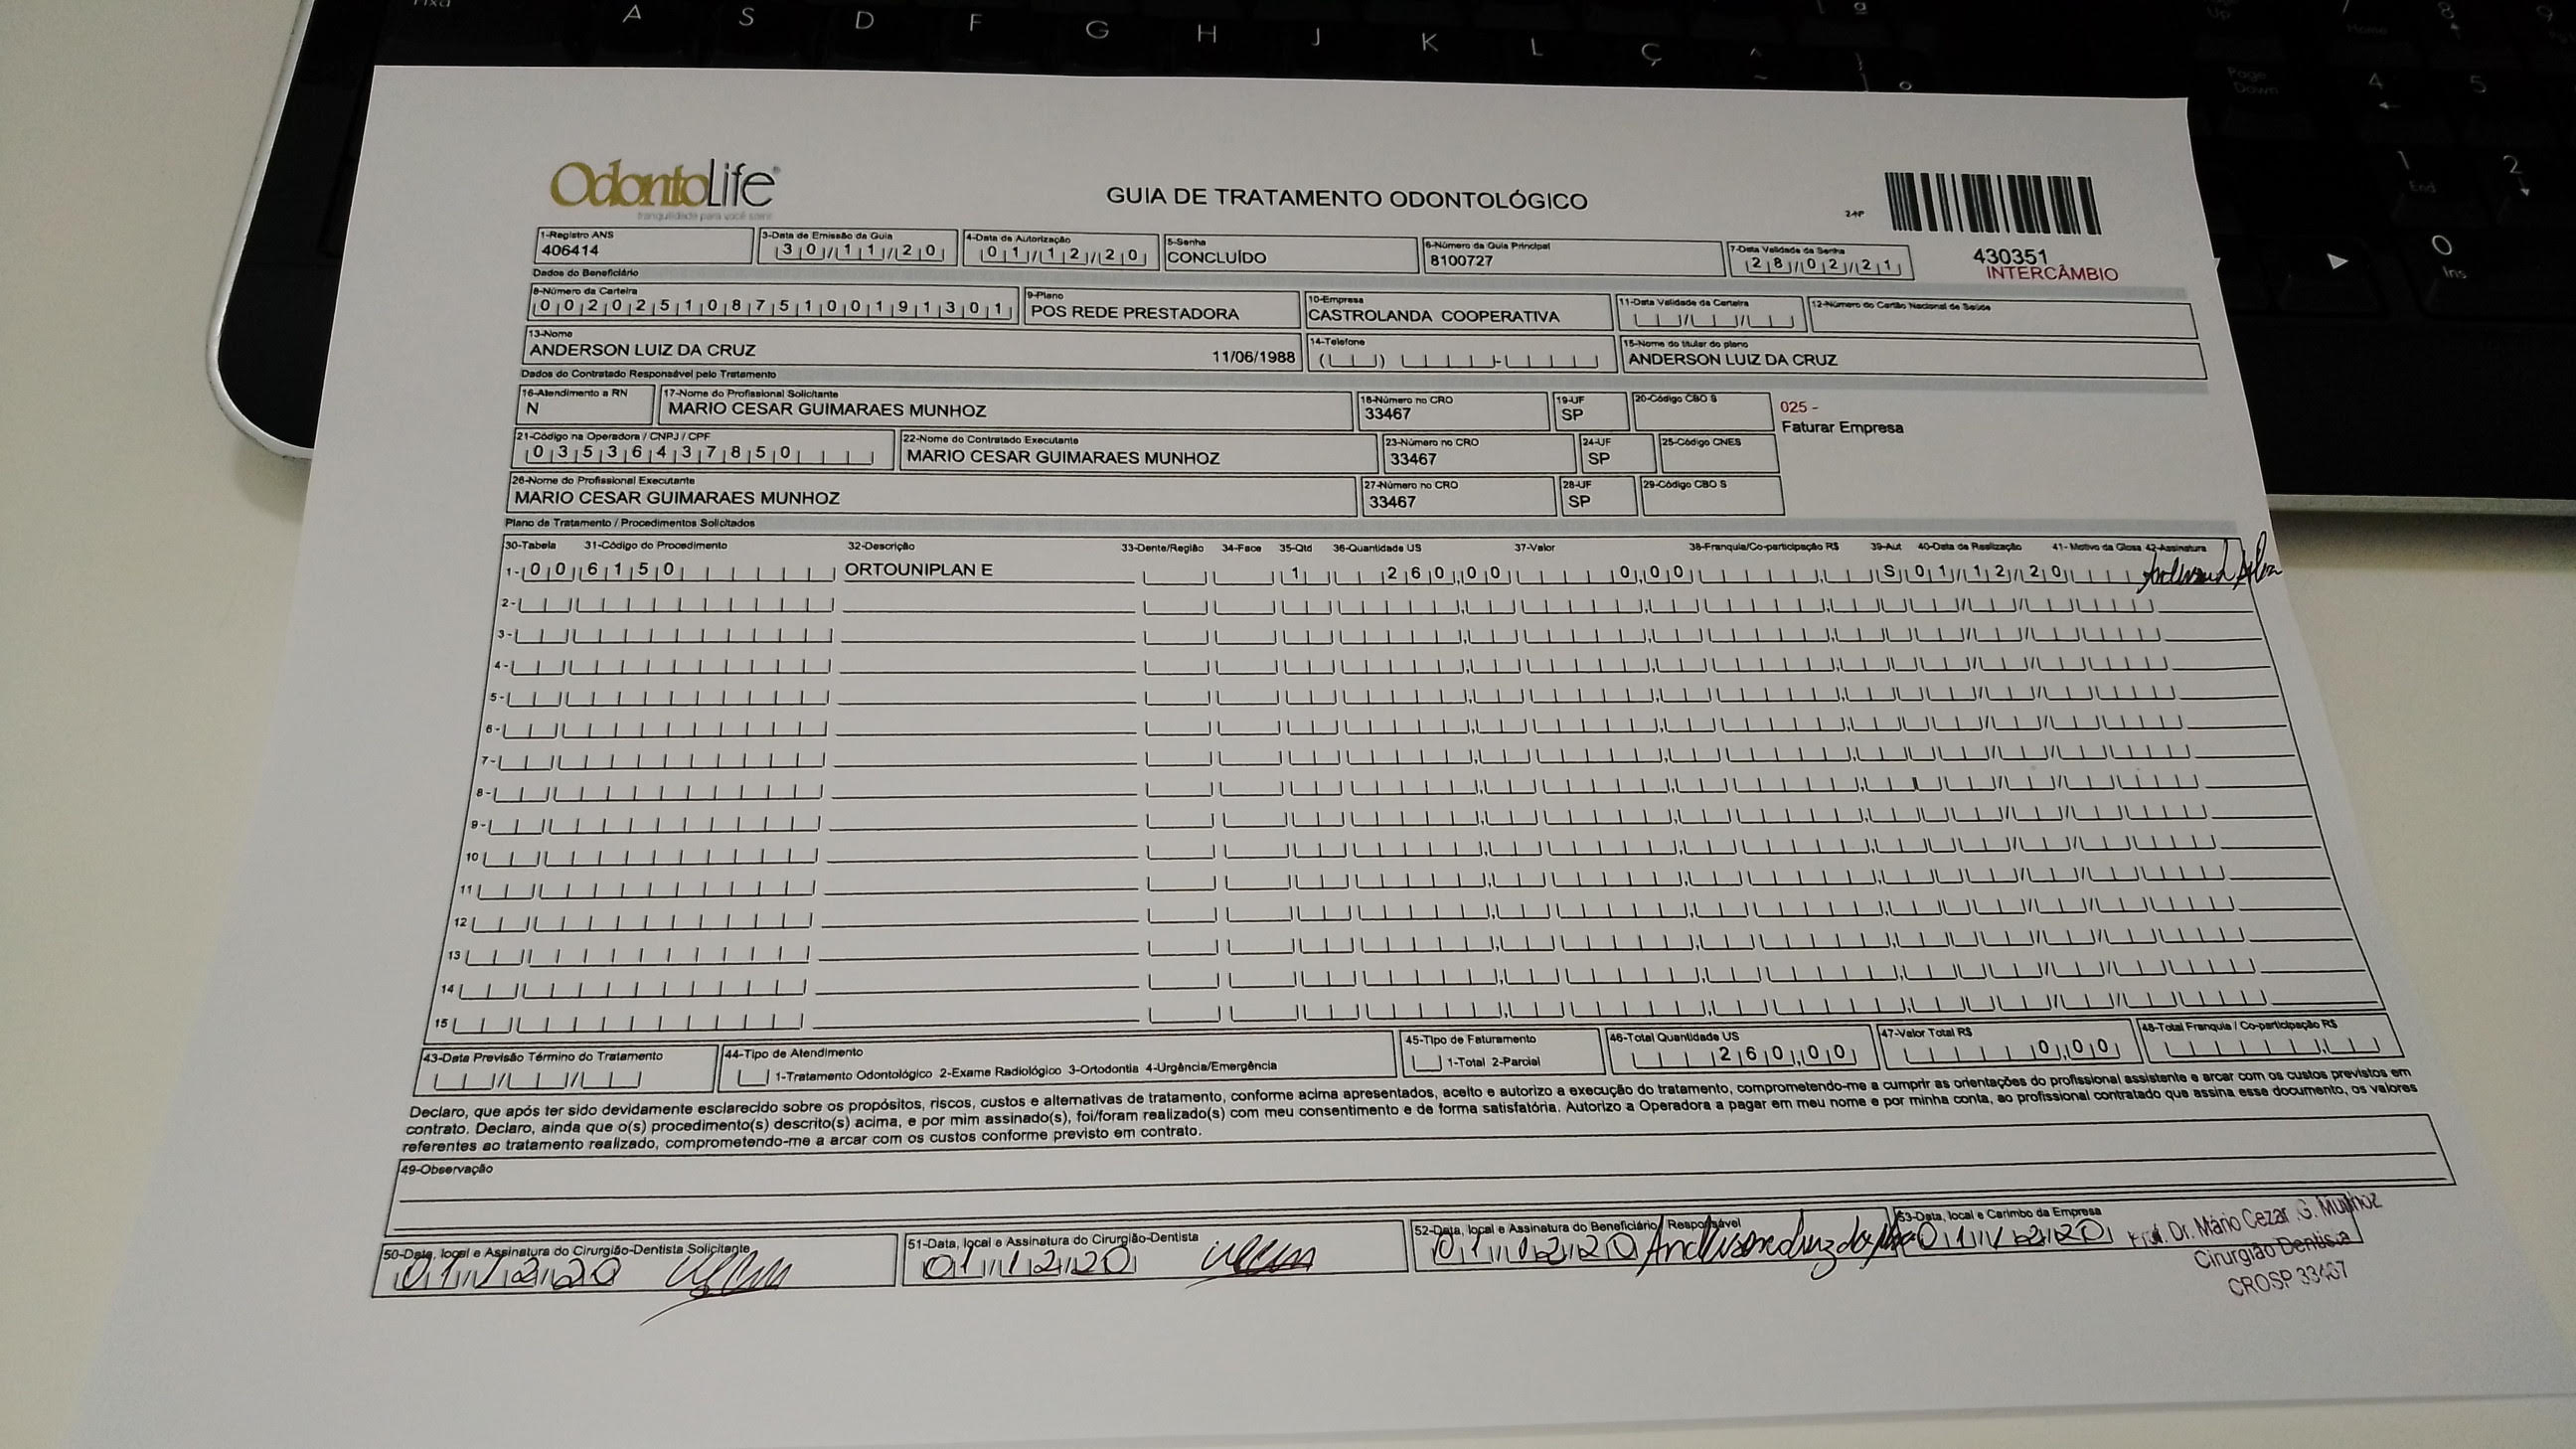 A S D F G H J K L Ç
OdontoLife
tranquilidade para você sorrir
GUIA DE TRATAMENTO ODONTOLÓGICO
24P
430351
INTERCÂMBIO
1-Registro ANS
406414
3-Data de Emissão da Guia
30/11/20
4-Data de Autorização
01/12/20
5-Senha
CONCLUÍDO
6-Número da Guia Principal
8100727
7-Data Validade da Senha
28/02/21
Dados do Beneficiário
8-Número da Carteira
00202510875100191301
9-Plano
POS REDE PRESTADORA
10-Empresa
CASTROLANDA COOPERATIVA
11-Data Validade da Carteira
12-Número do Cartão Nacional de Saúde
13-Nome
ANDERSON LUIZ DA CRUZ 11/06/1988
14-Telefone
15-Nome do titular do plano
ANDERSON LUIZ DA CRUZ
Dados do Contratado Responsável pelo Tratamento
16-Atendimento a RN
N
17-Nome do Profissional Solicitante
MARIO CESAR GUIMARAES MUNHOZ
18-Número no CRO
33467
19-UF
SP
20-Código CBO S
025 -
Faturar Empresa
21-Código na Operadora / CNPJ / CPF
03536437850
22-Nome do Contratado Executante
MARIO CESAR GUIMARAES MUNHOZ
23-Número no CRO
33467
24-UF
SP
25-Código CNES
26-Nome do Profissional Executante
MARIO CESAR GUIMARAES MUNHOZ
27-Número no CRO
33467
28-UF
SP
29-Código CBO S
Plano de Tratamento / Procedimentos Solicitados
30-Tabela 31-Código do Procedimento 32-Descrição 33-Dente/Região 34-Face 35-Qtd 36-Quantidade US 37-Valor 38-Franquia/Co-participação R$ 39-Aut 40-Data da Realização 41- Motivo da Glosa 42-Assinatura
1- 00 6150 ORTOUNIPLAN E 1 260,00 0,00 S 01/12/20
2-
3-
4-
5-
6-
7-
8-
9-
10
11
12
13
14
15
43-Data Previsão Término do Tratamento
44-Tipo de Atendimento
1-Tratamento Odontológico 2-Exame Radiológico 3-Ortodontia 4-Urgência/Emergência
45-Tipo de Faturamento
1-Total 2-Parcial
46-Total Quantidade US
260,00
47-Valor Total R$
0,00
48-Total Franquia / Co-participação R$
Declaro, que após ter sido devidamente esclarecido sobre os propósitos, riscos, custos e alternativas de tratamento, conforme acima apresentados, aceito e autorizo a execução do tratamento, comprometendo-me a cumprir as orientações do profissional assistente e arcar com os custos previstos em
contrato. Declaro, ainda que o(s) procedimento(s) descrito(s) acima, e por mim assinado(s), foi/foram realizado(s) com meu consentimento e de forma satisfatória. Autorizo a Operadora a pagar em meu nome e por minha conta, ao profissional contratado que assina esse documento, os valores
referentes ao tratamento realizado, comprometendo-me a arcar com os custos conforme previsto em contrato.
49-Observação
50-Data, local e Assinatura do Cirurgião-Dentista Solicitante
01/12/20
51-Data, local e Assinatura do Cirurgião-Dentista
01/12/20
52-Data, local e Assinatura do Beneficiário / Responsável
01/12/20
53-Data, local e Carimbo da Empresa
01/12/20
Dr. Mário Cezar G. Munhoz
Cirurgião Dentista
CROSP 33467